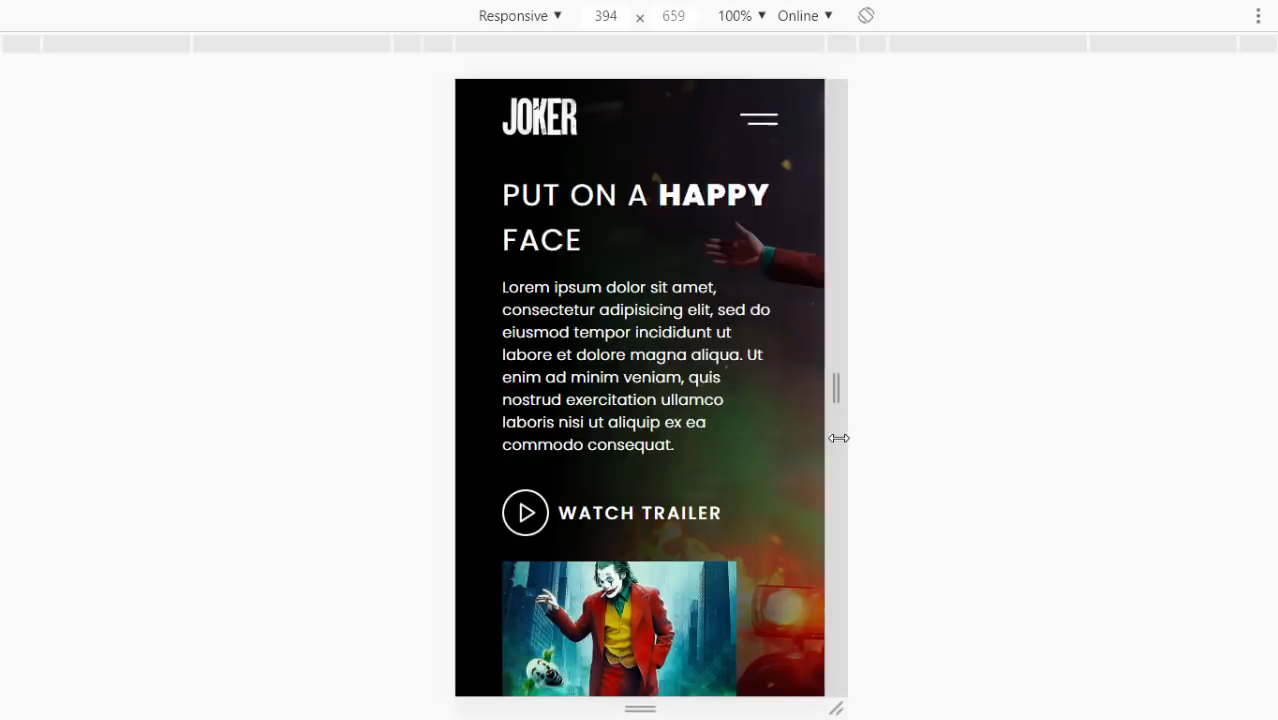 Responsive ▼ 394 × 659 100% ▼ Online ▼
JOKER
PUT ON A HAPPY
FACE
Lorem ipsum dolor sit amet,
consectetur adipisicing elit, sed do
eiusmod tempor incididunt ut
labore et dolore magna aliqua. Ut
enim ad minim veniam, quis
nostrud exercitation ullamco
laboris nisi ut aliquip ex ea
commodo consequat.
WATCH TRAILER